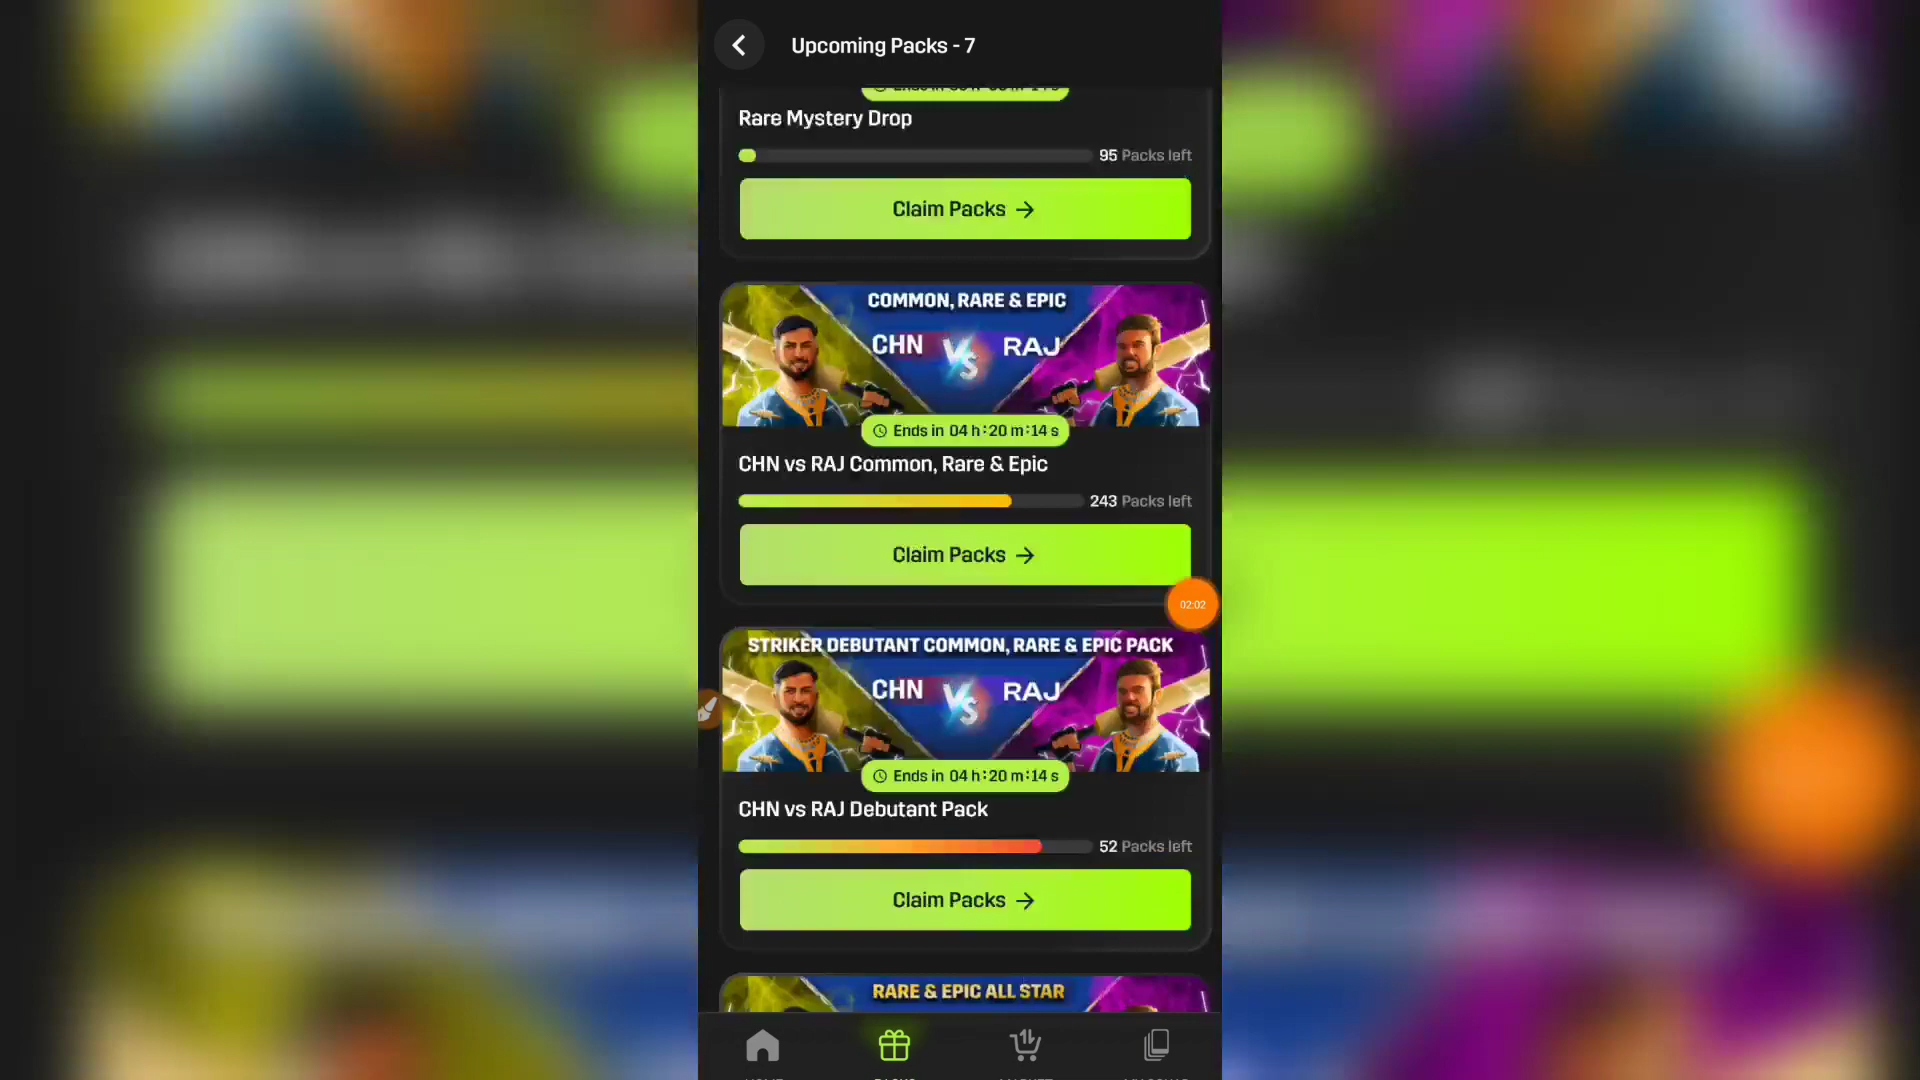 Upcoming Packs - 7
Rare Mystery Drop
95 Packs left
Claim Packs →
COMMON, RARE & EPIC
CHN VS RAJ
Ends in 04 h : 20 m : 14 s
CHN vs RAJ Common, Rare & Epic
243 Packs left
Claim Packs →
02:02
STRIKER DEBUTANT COMMON, RARE & EPIC PACK
CHN VS RAJ
Ends in 04 h : 20 m : 14 s
CHN vs RAJ Debutant Pack
52 Packs left
Claim Packs →
RARE & EPIC ALL STAR